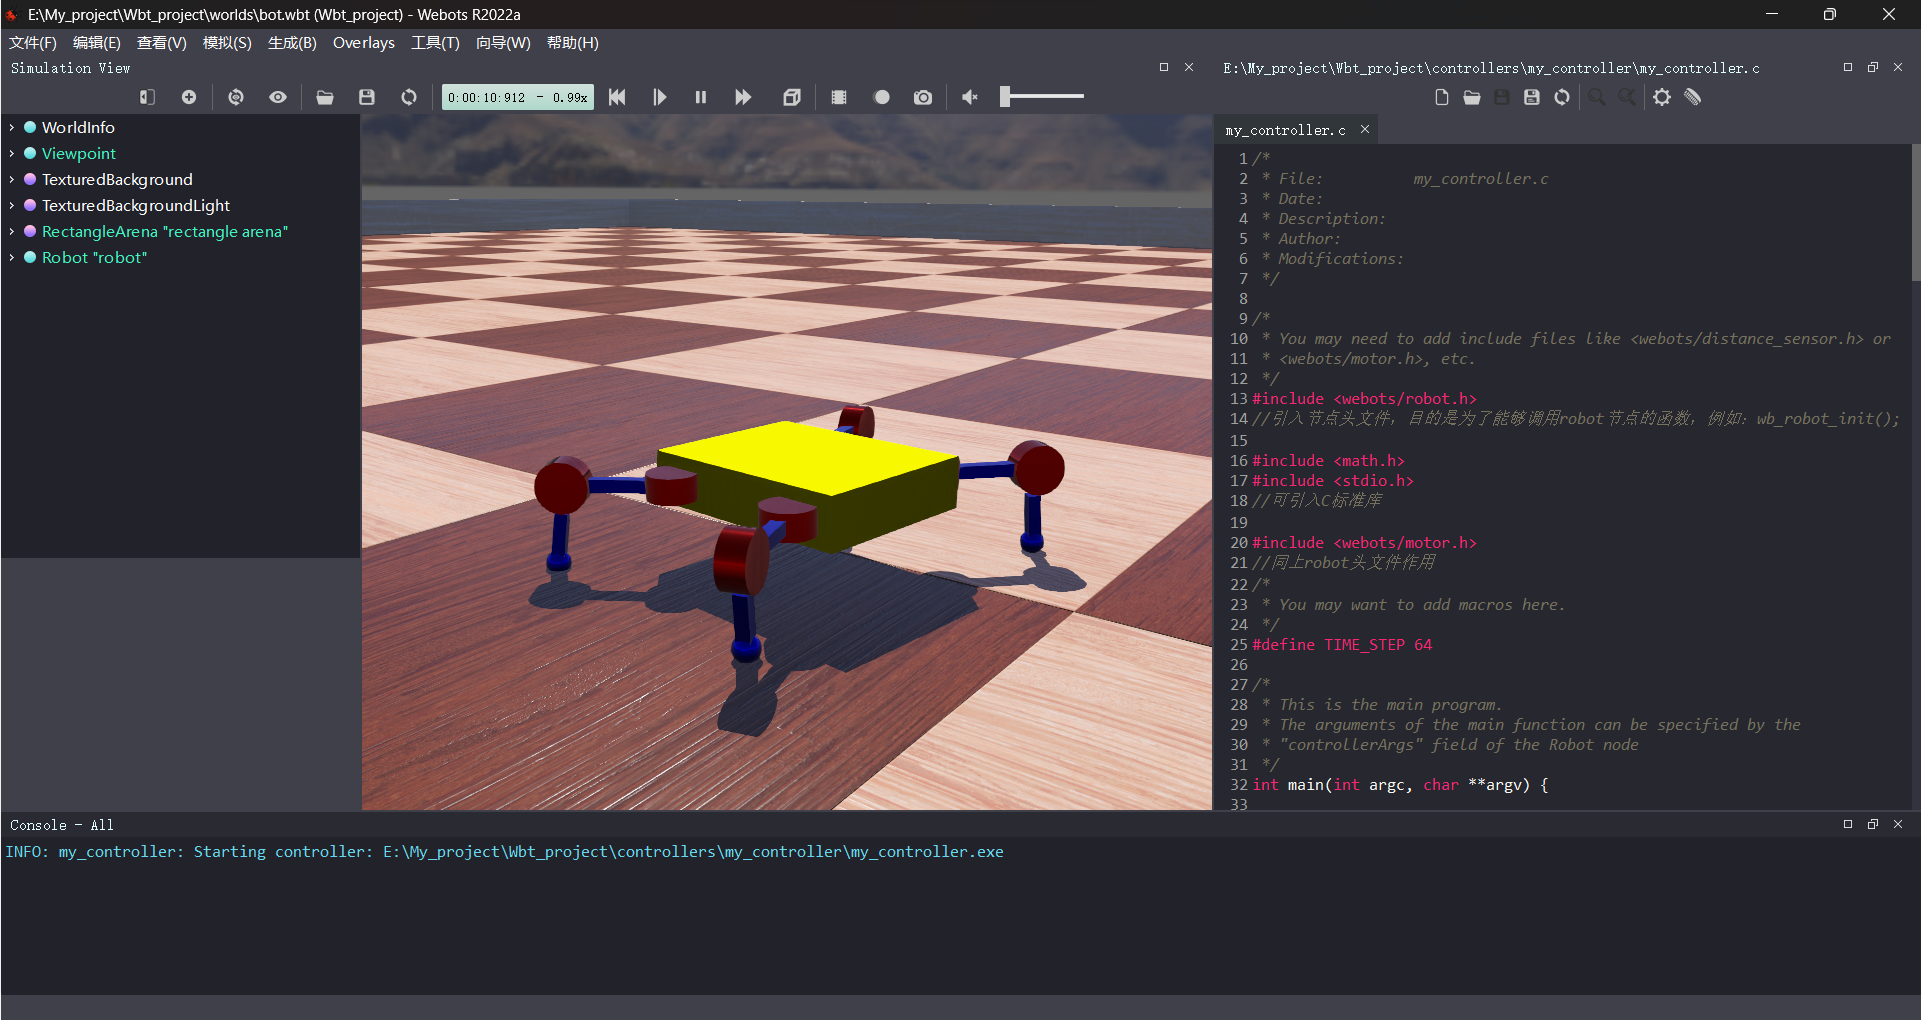 E:\My_project\Wbt_project\worlds\bot.wbt (Wbt_project) - Webots R2022a
文件(F) 编辑(E) 查看(V) 模拟(S) 生成(B) Overlays 工具(T) 向导(W) 帮助(H)
Simulation View
0:00:10:912 - 0.99x
WorldInfo
Viewpoint
TexturedBackground
TexturedBackgroundLight
RectangleArena "rectangle arena"
Robot "robot"
E:\My_project\Wbt_project\controllers\my_controller\my_controller.c
my_controller.c
1 /*
2 * File: my_controller.c
3 * Date:
4 * Description:
5 * Author:
6 * Modifications:
7 */
8
9 /*
10 * You may need to add include files like <webots/distance_sensor.h> or
11 * <webots/motor.h>, etc.
12 */
13 #include <webots/robot.h>
14 //引入节点头文件，目的是为了能够调用robot节点的函数，例如：wb_robot_init();
15
16 #include <math.h>
17 #include <stdio.h>
18 //可引入C标准库
19
20 #include <webots/motor.h>
21 //同上robot头文件作用
22 /*
23 * You may want to add macros here.
24 */
25 #define TIME_STEP 64
26
27 /*
28 * This is the main program.
29 * The arguments of the main function can be specified by the
30 * "controllerArgs" field of the Robot node
31 */
32 int main(int argc, char **argv) {
33
Console - All
INFO: my_controller: Starting controller: E:\My_project\Wbt_project\controllers\my_controller\my_controller.exe